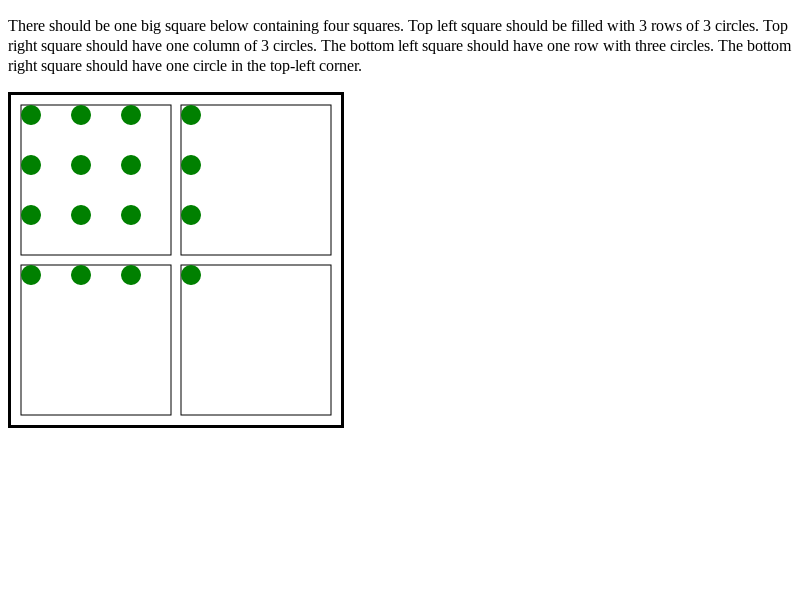 There should be one big square below containing four squares. Top left square should be filled with 3 rows of 3 circles. Top
right square should have one column of 3 circles. The bottom left square should have one row with three circles. The bottom
right square should have one circle in the top-left corner.